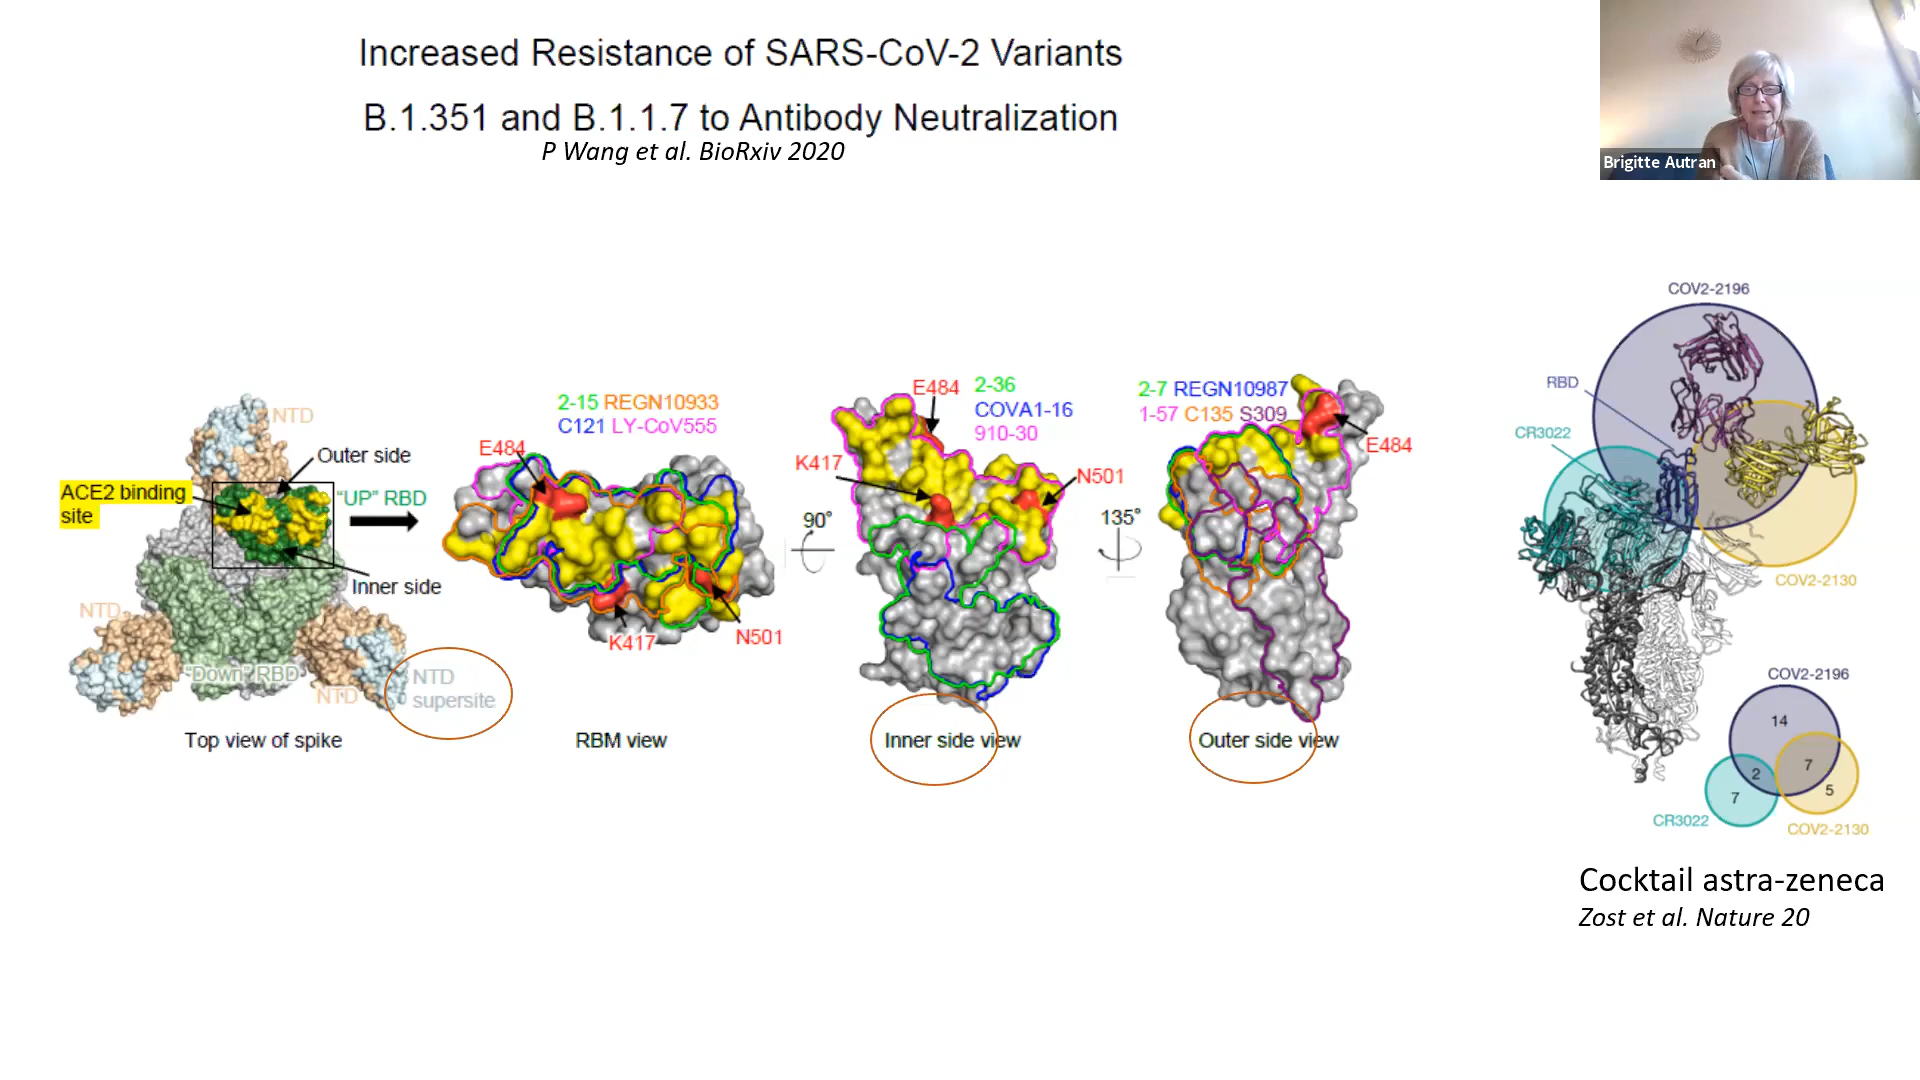 Increased Resistance of SARS-CoV-2 Variants
B.1.351 and B.1.1.7 to Antibody Neutralization
P Wang et al. BioRxiv 2020
Brigitte Autran
NTD
Outer side
ACE2 binding
site
"UP" RBD
Inner side
NTD
"Down" RBD
NTD
NTD
supersite
Top view of spike
2-15 REGN10933
C121 LY-CoV555
E484
K417
N501
RBM view
90°
E484
2-36
COVA1-16
910-30
K417
N501
Inner side view
135°
2-7 REGN10987
1-57 C135 S309
E484
Outer side view
COV2-2196
RBD
CR3022
COV2-2130
COV2-2196
14
7
2
5
7
CR3022
COV2-2130
Cocktail astra-zeneca
Zost et al. Nature 20